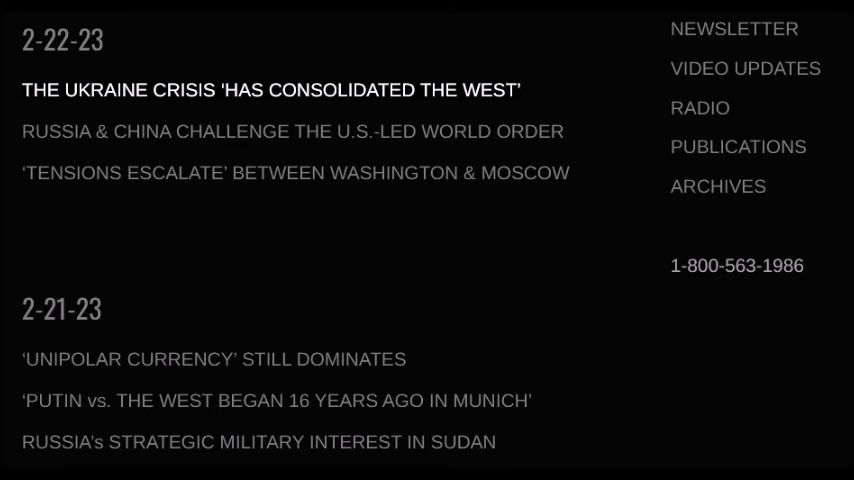 2-22-23
THE UKRAINE CRISIS ‘HAS CONSOLIDATED THE WEST’
RUSSIA & CHINA CHALLENGE THE U.S.-LED WORLD ORDER
‘TENSIONS ESCALATE’ BETWEEN WASHINGTON & MOSCOW
2-21-23
‘UNIPOLAR CURRENCY’ STILL DOMINATES
‘PUTIN vs. THE WEST BEGAN 16 YEARS AGO IN MUNICH’
RUSSIA’s STRATEGIC MILITARY INTEREST IN SUDAN
NEWSLETTER
VIDEO UPDATES
RADIO
PUBLICATIONS
ARCHIVES
1-800-563-1986